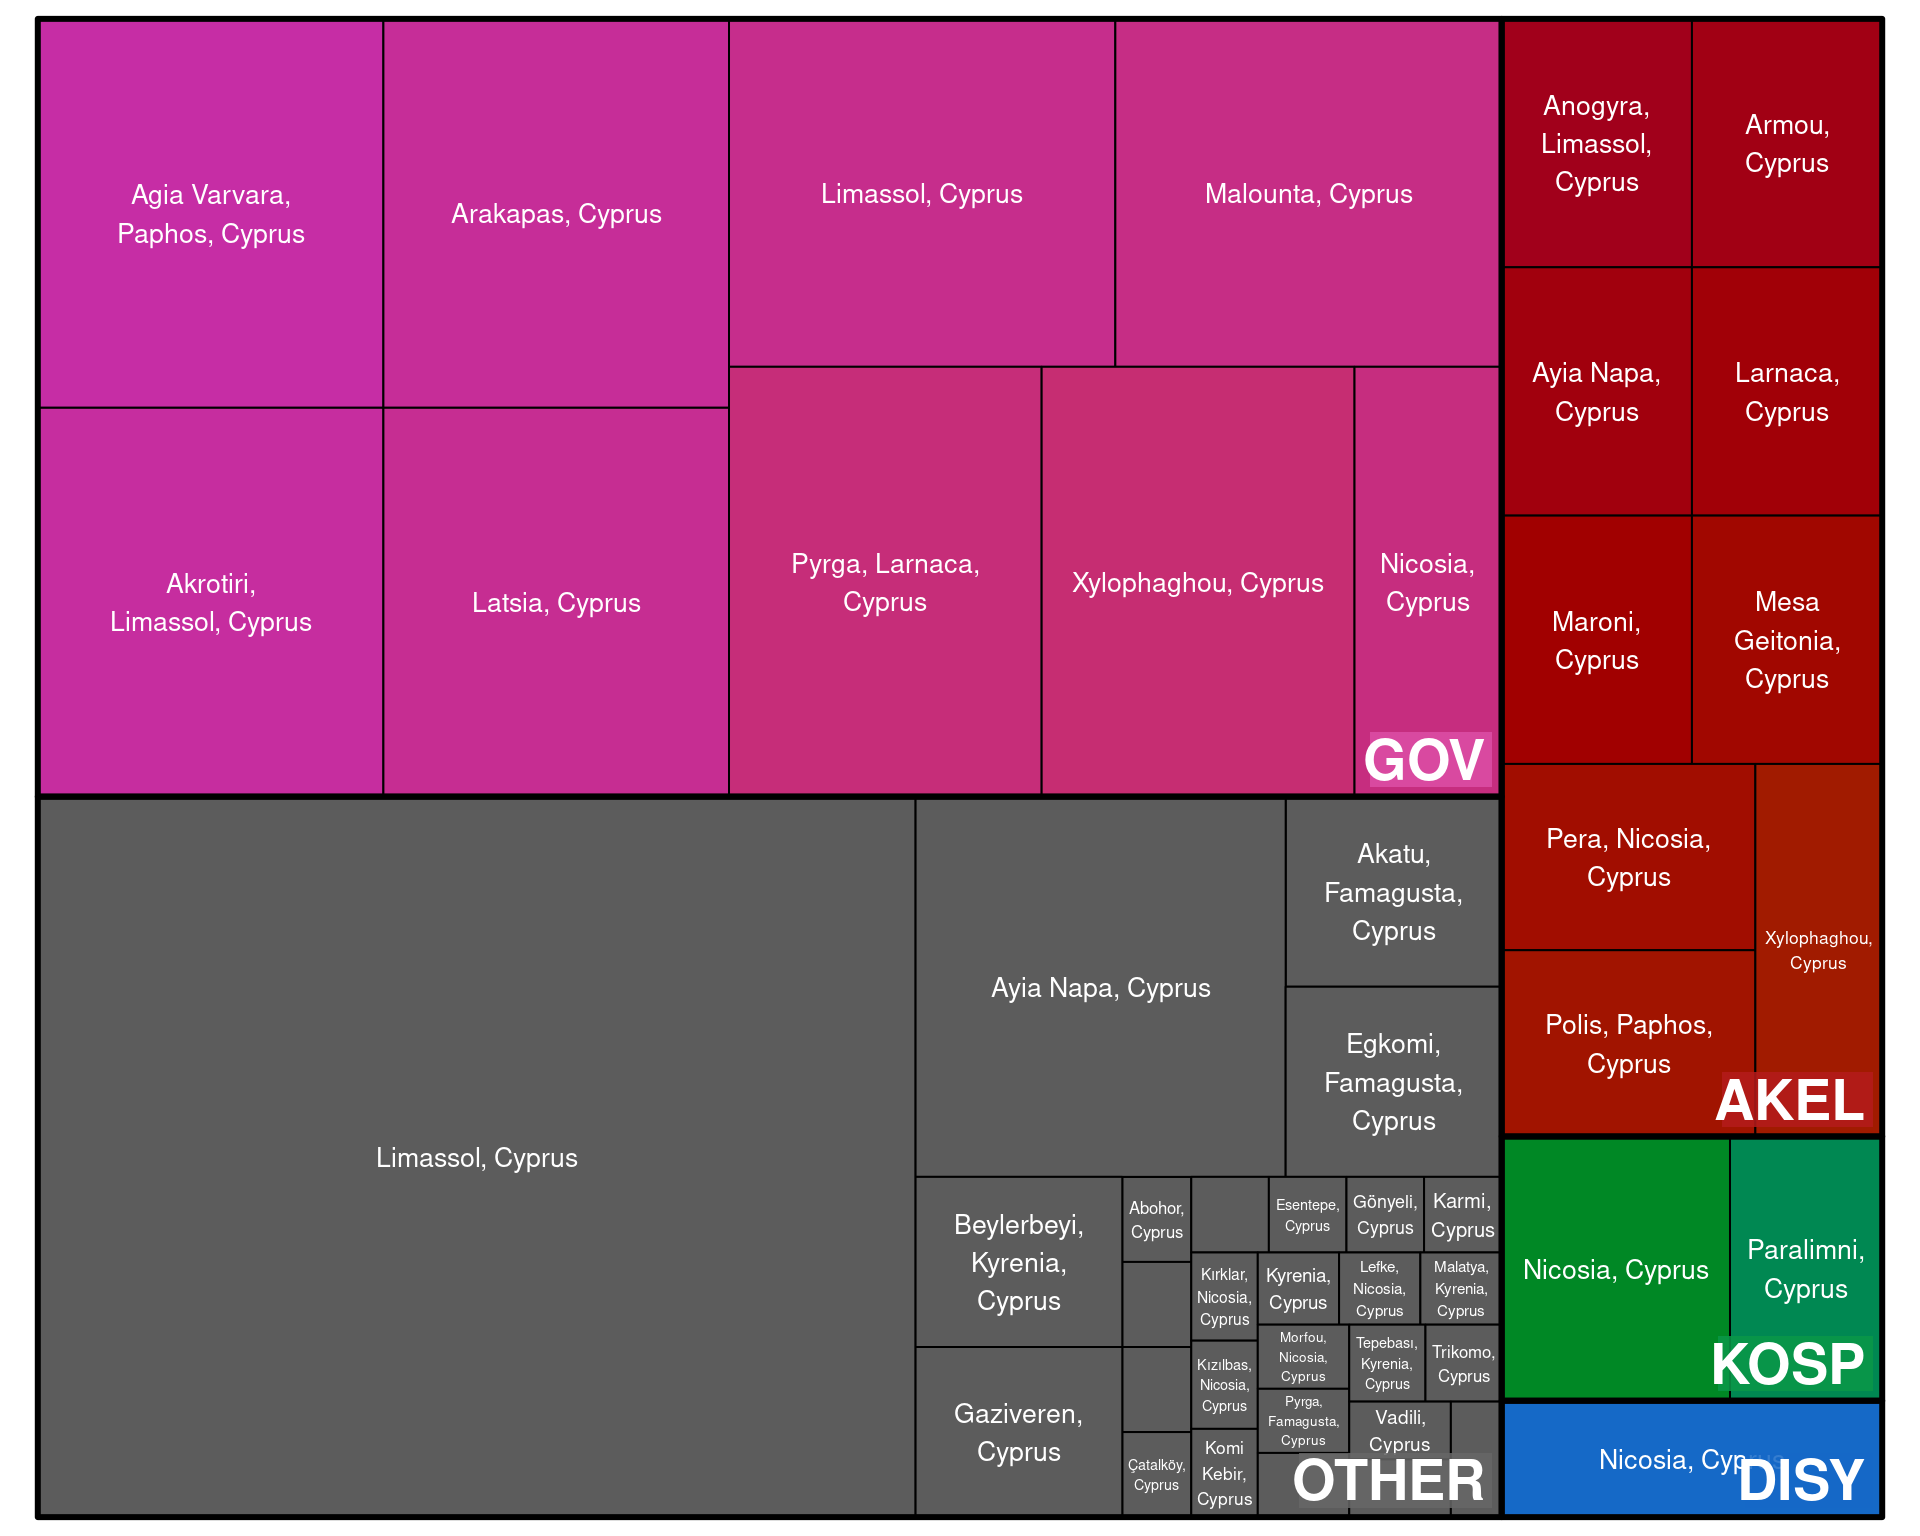 Agia Varvara,
Paphos, Cyprus
Arakapas, Cyprus
Limassol, Cyprus
Malounta, Cyprus
Akrotiri,
Limassol, Cyprus
Latsia, Cyprus
Pyrga, Larnaca,
Cyprus
Xylophaghou, Cyprus
Nicosia,
Cyprus
GOV
Anogyra,
Limassol,
Cyprus
Armou,
Cyprus
Ayia Napa,
Cyprus
Larnaca,
Cyprus
Maroni,
Cyprus
Mesa
Geitonia,
Cyprus
Pera, Nicosia,
Cyprus
Polis, Paphos,
Cyprus
Xylophaghou,
Cyprus
AKEL
Limassol, Cyprus
Ayia Napa, Cyprus
Akatu,
Famagusta,
Cyprus
Egkomi,
Famagusta,
Cyprus
Beylerbeyi,
Kyrenia,
Cyprus
Gaziveren,
Cyprus
Abohor,
Cyprus
Çatalköy,
Cyprus
Esentepe,
Cyprus
Gönyeli,
Cyprus
Karmi,
Cyprus
Kırklar,
Nicosia,
Cyprus
Kızılbas,
Nicosia,
Cyprus
Komi
Kebir,
Cyprus
Kyrenia,
Cyprus
Lefke,
Nicosia,
Cyprus
Malatya,
Kyrenia,
Cyprus
Morfou,
Nicosia,
Cyprus
Pyrga,
Famagusta,
Cyprus
Tepebası,
Kyrenia,
Cyprus
Trikomo,
Cyprus
Vadili,
Cyprus
OTHER
Nicosia, Cyprus
Paralimni,
Cyprus
KOSP
Nicosia, Cyprus
DISY